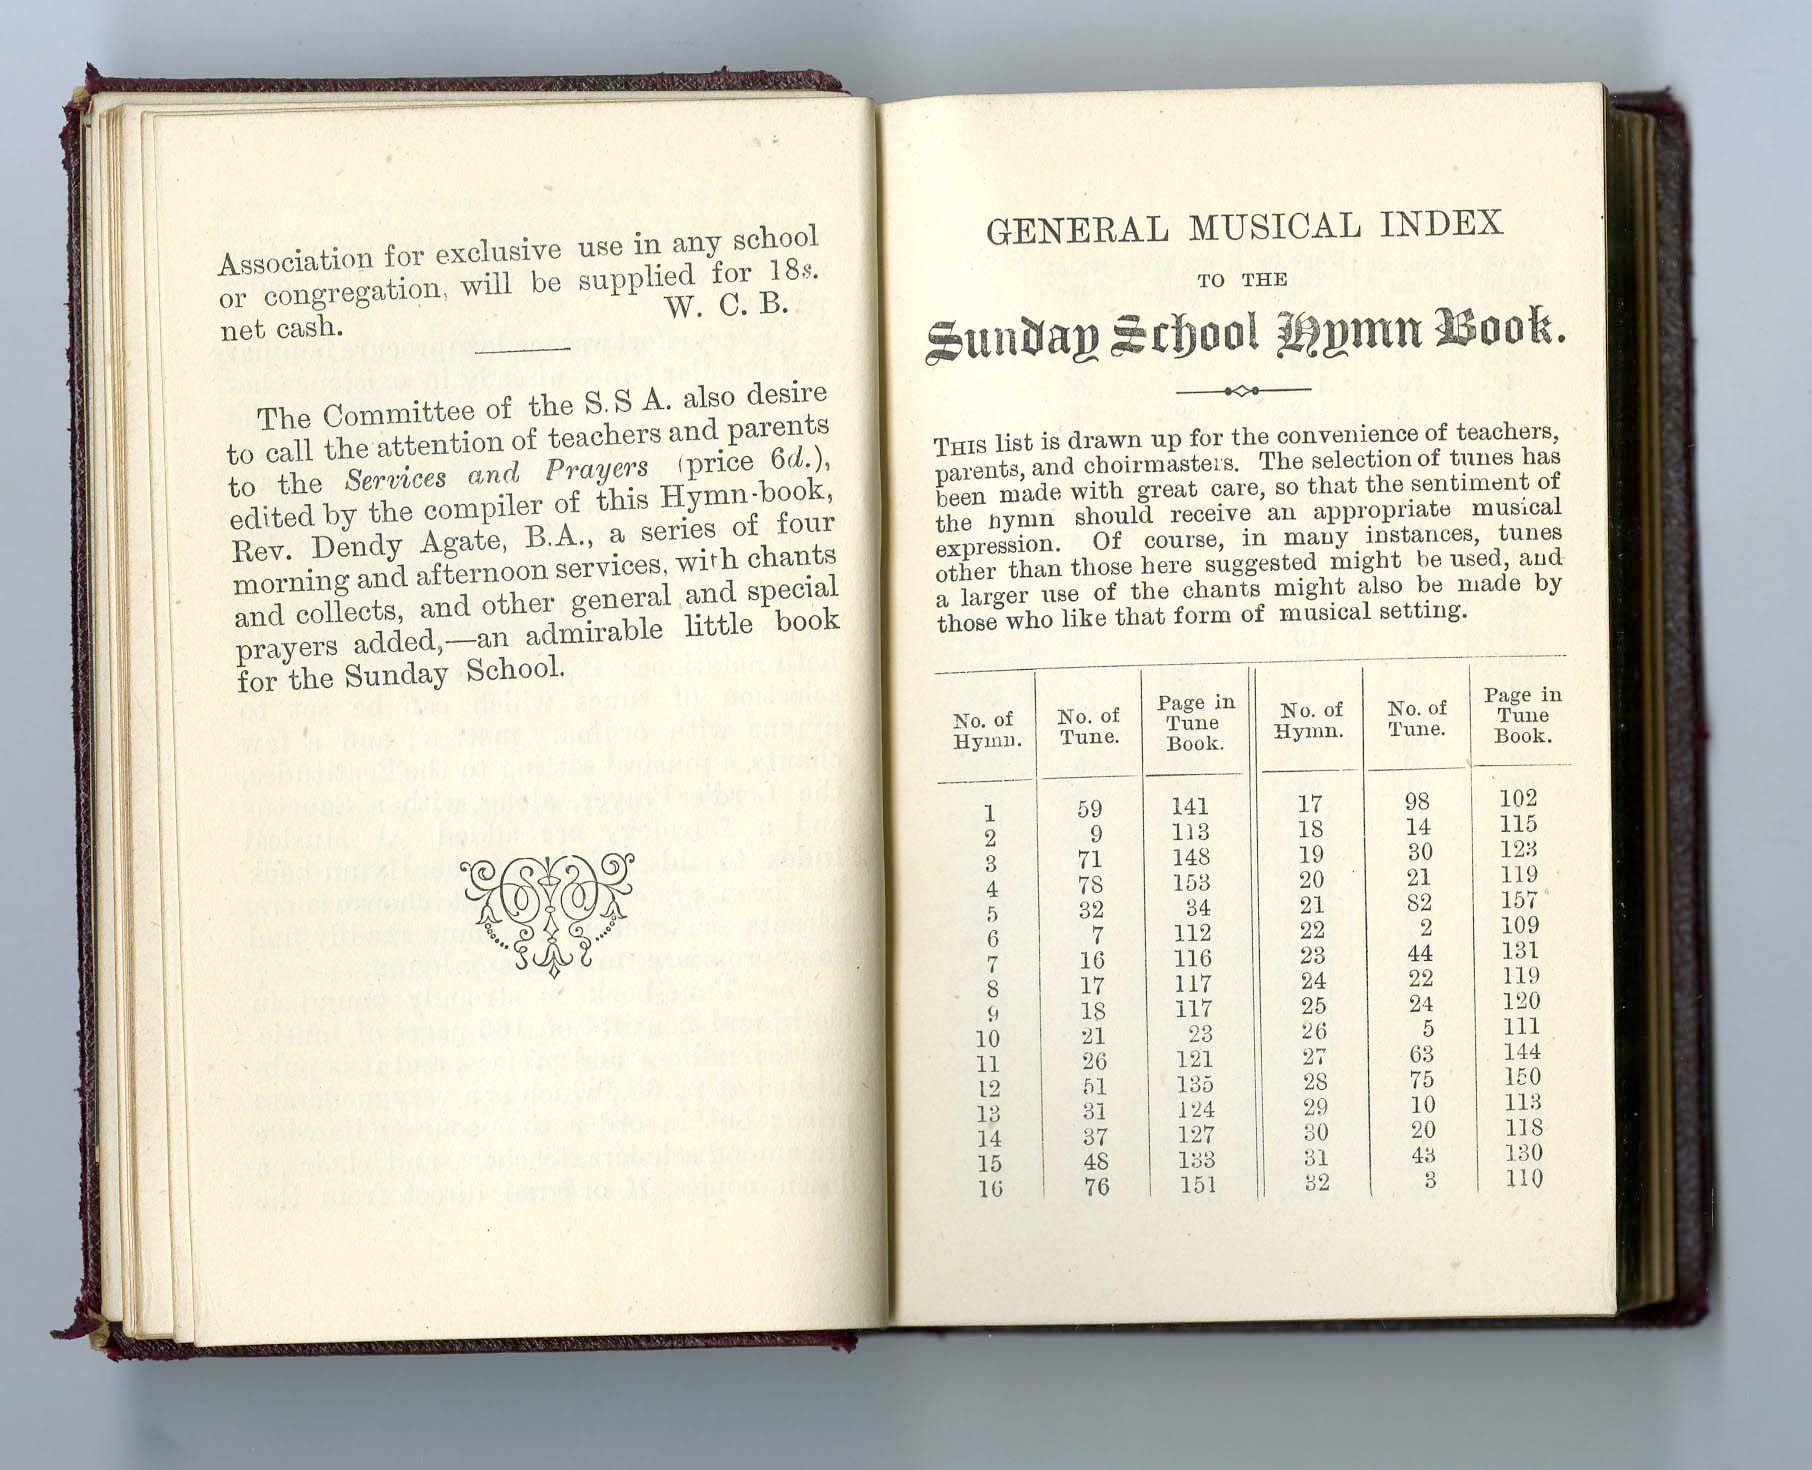 Association for exclusive use in any school
or congregation, will be supplied for 18s.
net cash. W. C. B.
The Committee of the S.S A. also desire
to call the attention of teachers and parents
to the Services and Prayers (price 6d.),
edited by the compiler of this Hymn-book,
Rev. Dendy Agate, B.A., a series of four
morning and afternoon services, with chants
and collects, and other general and special
prayers added,—an admirable little book
for the Sunday School.
GENERAL MUSICAL INDEX
TO THE
Sunday School Hymn Book.
THIS list is drawn up for the convenience of teachers,
parents, and choirmasters. The selection of tunes has
been made with great care, so that the sentiment of
the hymn should receive an appropriate musical
expression. Of course, in many instances, tunes
other than those here suggested might be used, and
a larger use of the chants might also be made by
those who like that form of musical setting.
No. of Hymn. No. of Tune. Page in Tune Book. No. of Hymn. No. of Tune. Page in Tune Book.
1 59 141 17 98 102
2 9 113 18 14 115
3 71 148 19 30 123
4 78 153 20 21 119
5 32 34 21 82 157
6 7 112 22 2 109
7 16 116 23 44 131
8 17 117 24 22 119
9 18 117 25 24 120
10 21 23 26 5 111
11 26 121 27 63 144
12 51 135 28 75 150
13 31 124 29 10 113
14 37 127 30 20 118
15 48 133 31 43 130
16 76 151 32 3 110